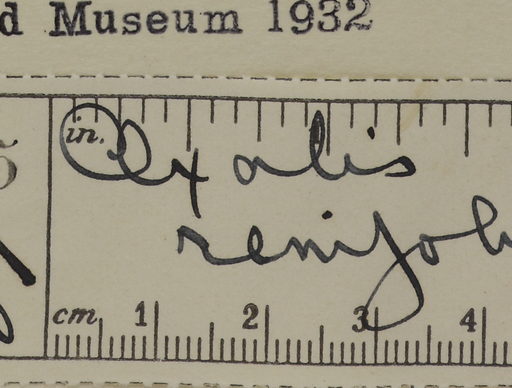 d Museum 1932
in.
Oxalis
renifol
cm. 1 2 3 4